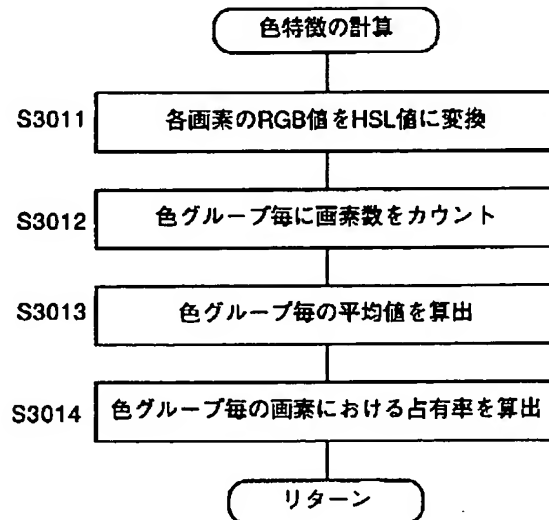 色特徴の計算
S3011 各画素のRGB値をHSL値に変換
S3012 色グループ毎に画素数をカウント
S3013 色グループ毎の平均値を算出
S3014 色グループ毎の画素における占有率を算出
リターン